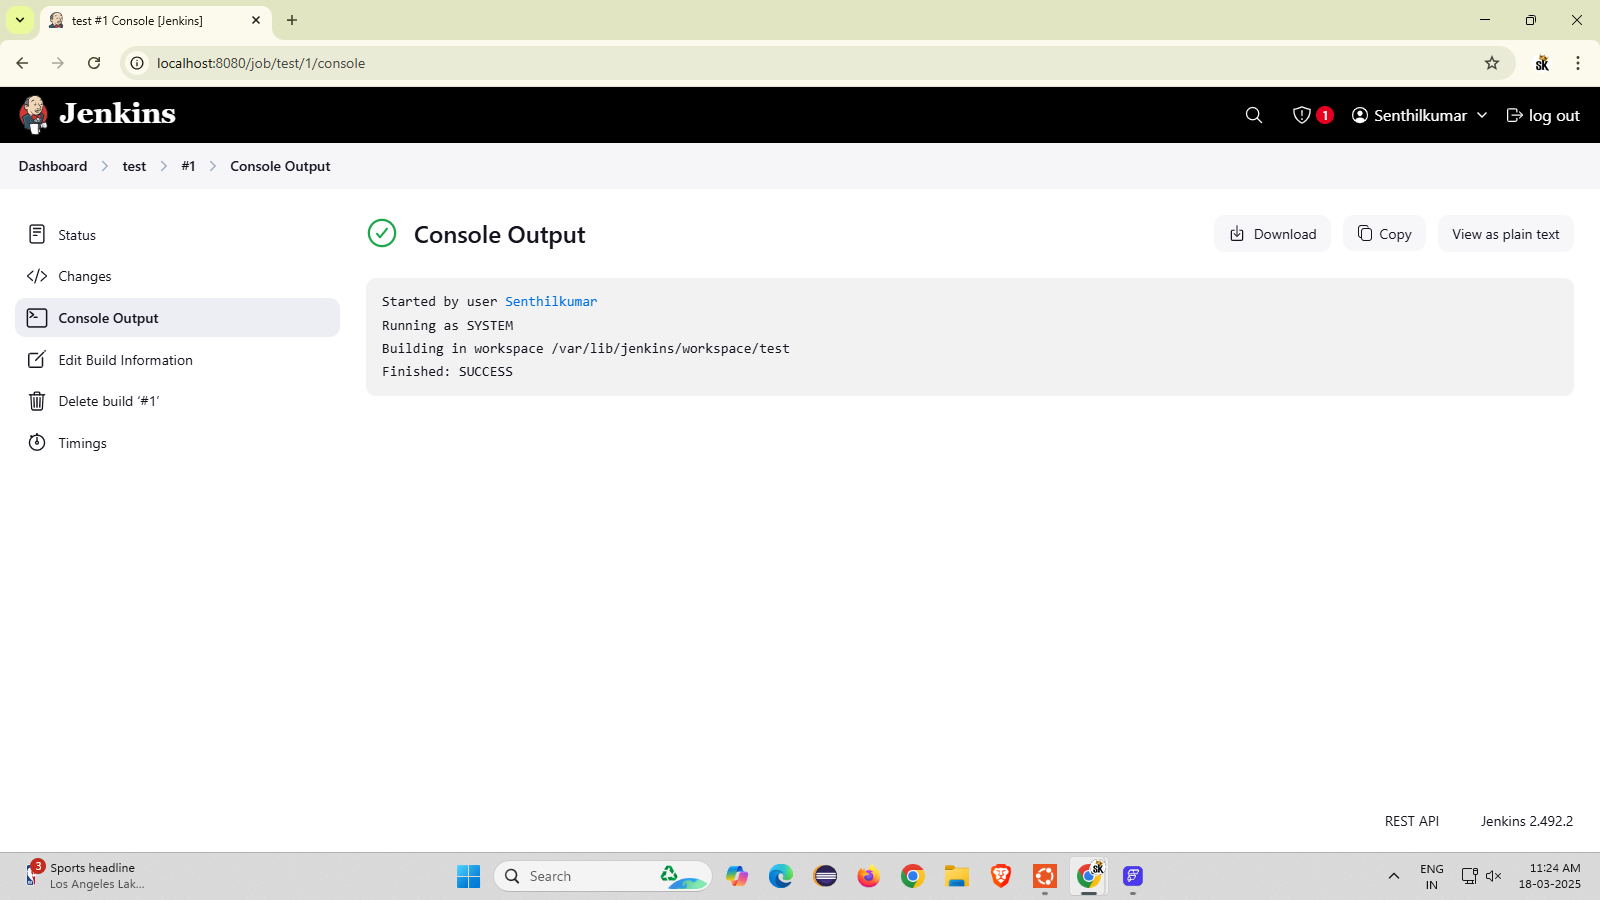 test #1 Console [Jenkins]
localhost:8080/job/test/1/console
SK
Jenkins
1
Senthilkumar
log out
Dashboard
test
#1
Console Output
Status
Changes
Console Output
Edit Build Information
Delete build ‘#1’
Timings
Console Output
Download
Copy
View as plain text
Started by user Senthilkumar
Running as SYSTEM
Building in workspace /var/lib/jenkins/workspace/test
Finished: SUCCESS
REST API
Jenkins 2.492.2
3
Sports headline
Los Angeles Lak...
Search
SK
ENG
IN
11:24 AM
18-03-2025